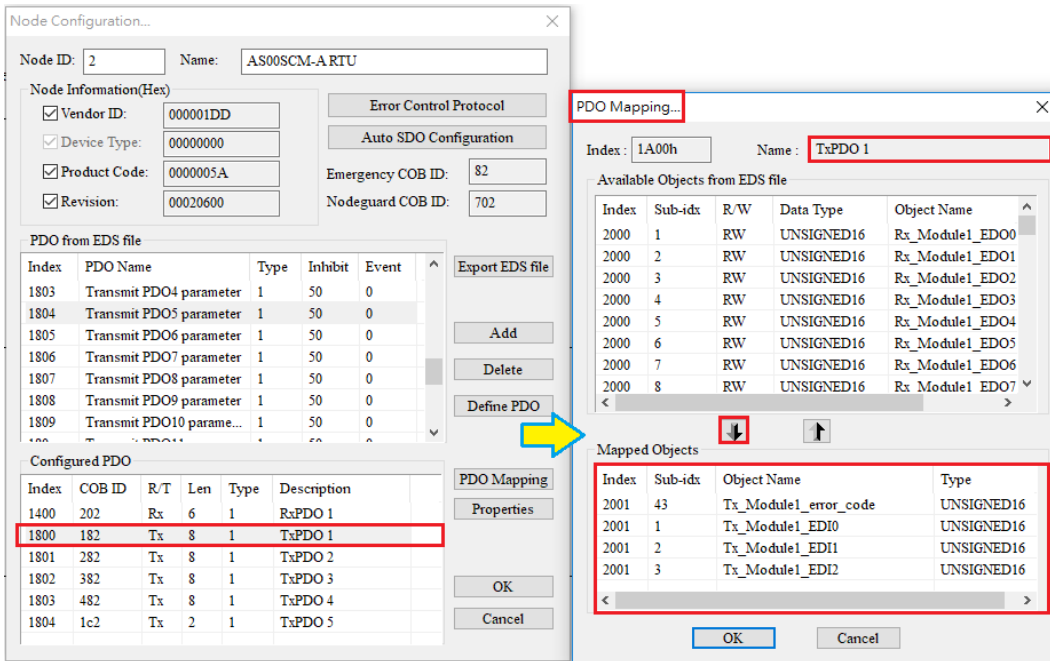 Node Configuration...
Node ID: 2 Name: AS00SCM-A RTU
Node Information(Hex)
Vendor ID: 000001DD
Device Type: 00000000
Product Code: 0000005A
Revision: 00020600
Error Control Protocol
Auto SDO Configuration
Emergency COB ID: 82
Nodeguard COB ID: 702
PDO from EDS file
Index PDO Name Type Inhibit Event
1803 Transmit PDO4 parameter 1 50 0
1804 Transmit PDO5 parameter 1 50 0
1805 Transmit PDO6 parameter 1 50 0
1806 Transmit PDO7 parameter 1 50 0
1807 Transmit PDO8 parameter 1 50 0
1808 Transmit PDO9 parameter 1 50 0
1809 Transmit PDO10 parame... 1 50 0
Export EDS file
Add
Delete
Define PDO
Configured PDO
Index COB ID R/T Len Type Description
1400 202 Rx 6 1 RxPDO 1
1800 182 Tx 8 1 TxPDO 1
1801 282 Tx 8 1 TxPDO 2
1802 382 Tx 8 1 TxPDO 3
1803 482 Tx 8 1 TxPDO 4
1804 1c2 Tx 2 1 TxPDO 5
PDO Mapping
Properties
OK
Cancel
PDO Mapping...
Index : 1A00h Name : TxPDO 1
Available Objects from EDS file
Index Sub-idx R/W Data Type Object Name
2000 1 RW UNSIGNED16 Rx_Module1_EDO0
2000 2 RW UNSIGNED16 Rx_Module1_EDO1
2000 3 RW UNSIGNED16 Rx_Module1_EDO2
2000 4 RW UNSIGNED16 Rx_Module1_EDO3
2000 5 RW UNSIGNED16 Rx_Module1_EDO4
2000 6 RW UNSIGNED16 Rx_Module1_EDO5
2000 7 RW UNSIGNED16 Rx_Module1_EDO6
2000 8 RW UNSIGNED16 Rx_Module1_EDO7
Mapped Objects
Index Sub-idx Object Name Type
2001 43 Tx_Module1_error_code UNSIGNED16
2001 1 Tx_Module1_EDI0 UNSIGNED16
2001 2 Tx_Module1_EDI1 UNSIGNED16
2001 3 Tx_Module1_EDI2 UNSIGNED16
OK
Cancel